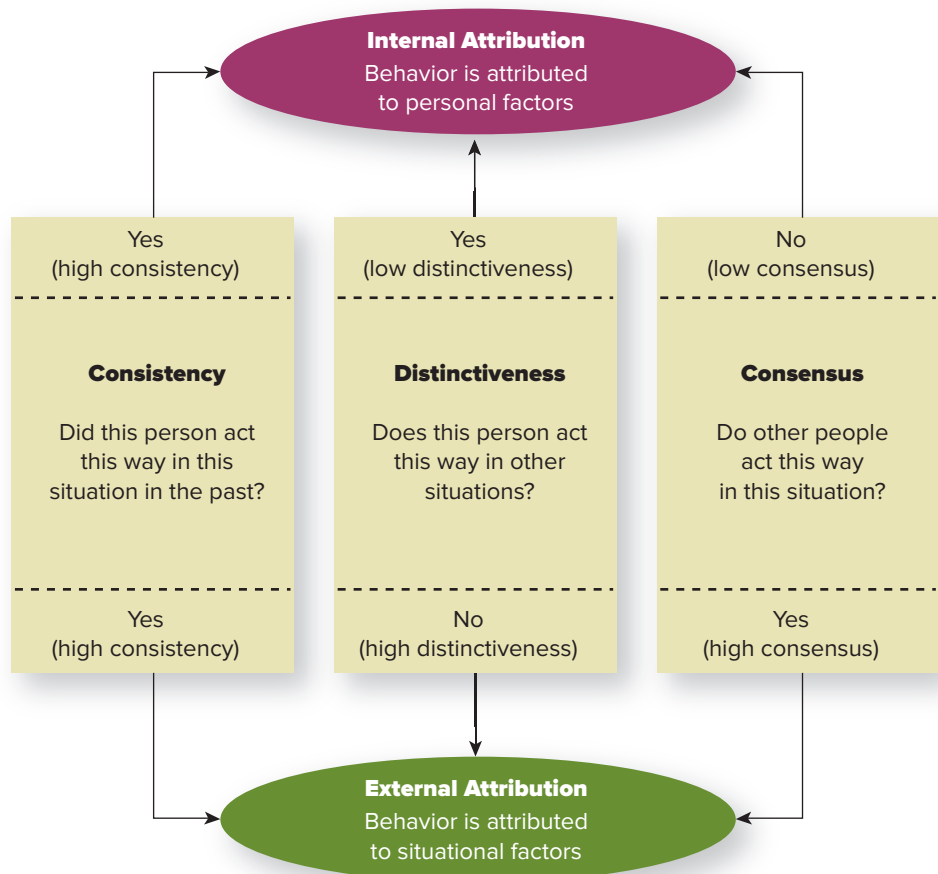 Internal Attribution
Behavior is attributed
to personal factors
Yes
(high consistency)
Consistency
Did this person act
this way in this
situation in the past?
Yes
(high consistency)
Yes
(low distinctiveness)
Distinctiveness
Does this person act
this way in other
situations?
No
(high distinctiveness)
No
(low consensus)
Consensus
Do other people
act this way
in this situation?
Yes
(high consensus)
External Attribution
Behavior is attributed
to situational factors